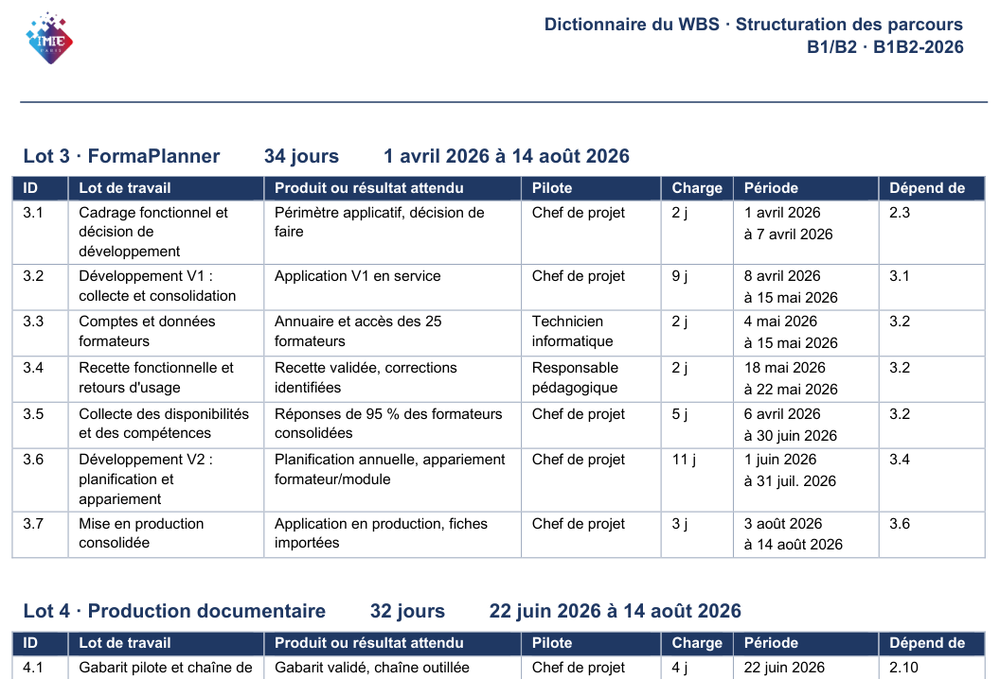 IMIE
PARIS
Dictionnaire du WBS · Structuration des parcours
B1/B2 · B1B2-2026
Lot 3 · FormaPlanner 34 jours 1 avril 2026 à 14 août 2026
ID Lot de travail Produit ou résultat attendu Pilote Charge Période Dépend de
3.1 Cadrage fonctionnel et Périmètre applicatif, décision de Chef de projet 2 j 1 avril 2026 2.3
décision de faire à 7 avril 2026
développement
3.2 Développement V1 : Application V1 en service Chef de projet 9 j 8 avril 2026 3.1
collecte et consolidation à 15 mai 2026
3.3 Comptes et données Annuaire et accès des 25 Technicien 2 j 4 mai 2026 3.2
formateurs formateurs informatique à 15 mai 2026
3.4 Recette fonctionnelle et Recette validée, corrections Responsable 2 j 18 mai 2026 3.2
retours d'usage identifiées pédagogique à 22 mai 2026
3.5 Collecte des disponibilités Réponses de 95 % des formateurs Chef de projet 5 j 6 avril 2026 3.2
et des compétences consolidées à 30 juin 2026
3.6 Développement V2 : Planification annuelle, appariement Chef de projet 11 j 1 juin 2026 3.4
planification et formateur/module à 31 juil. 2026
appariement
3.7 Mise en production Application en production, fiches Chef de projet 3 j 3 août 2026 3.6
consolidée importées à 14 août 2026
Lot 4 · Production documentaire 32 jours 22 juin 2026 à 14 août 2026
ID Lot de travail Produit ou résultat attendu Pilote Charge Période Dépend de
4.1 Gabarit pilote et chaîne de Gabarit validé, chaîne outillée Chef de projet 4 j 22 juin 2026 2.10